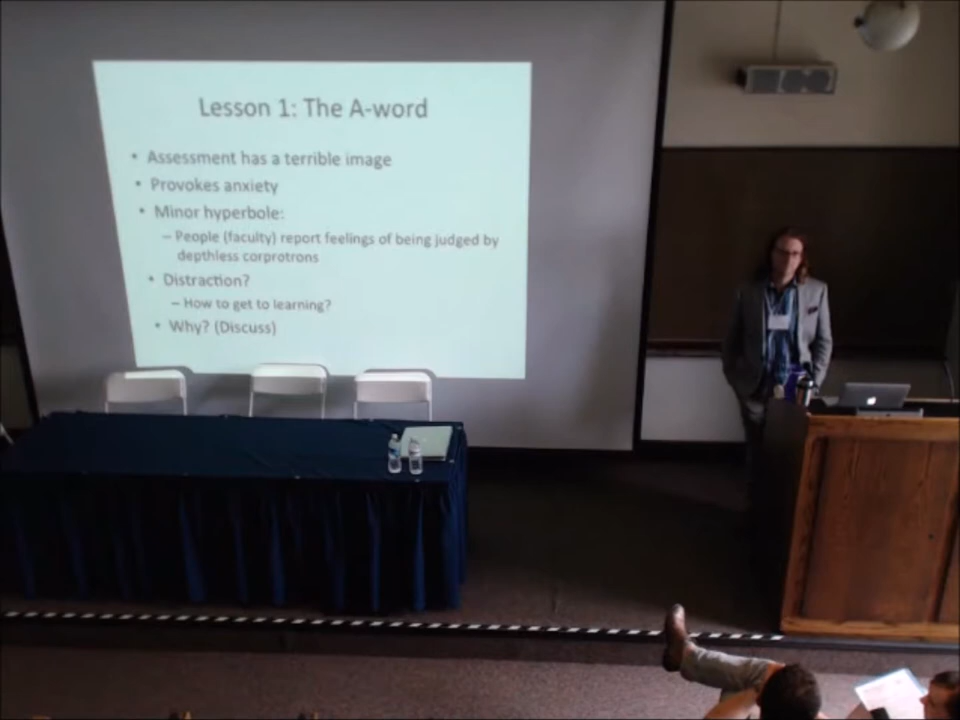 Lesson 1: The A-word
• Assessment has a terrible image
• Provokes anxiety
• Minor hyperbole:
– People (faculty) report feelings of being judged by
depthless corprotrons
• Distraction?
– How to get to learning?
• Why? (Discuss)